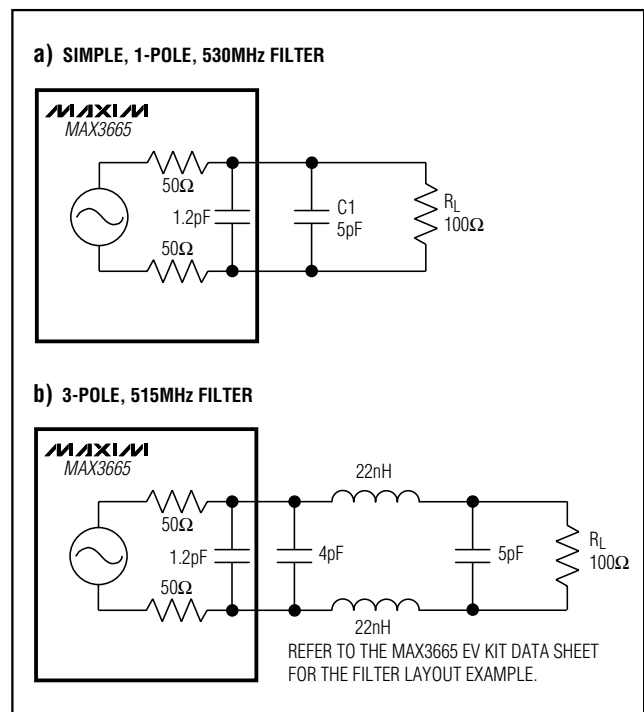 a) SIMPLE, 1-POLE, 530MHz FILTER
MAXIM
MAX3665
50Ω
1.2pF
50Ω
C1
5pF
RL
100Ω
b) 3-POLE, 515MHz FILTER
MAXIM
MAX3665
22nH
50Ω
1.2pF
4pF
5pF
RL
100Ω
50Ω
22nH
REFER TO THE MAX3665 EV KIT DATA SHEET
FOR THE FILTER LAYOUT EXAMPLE.